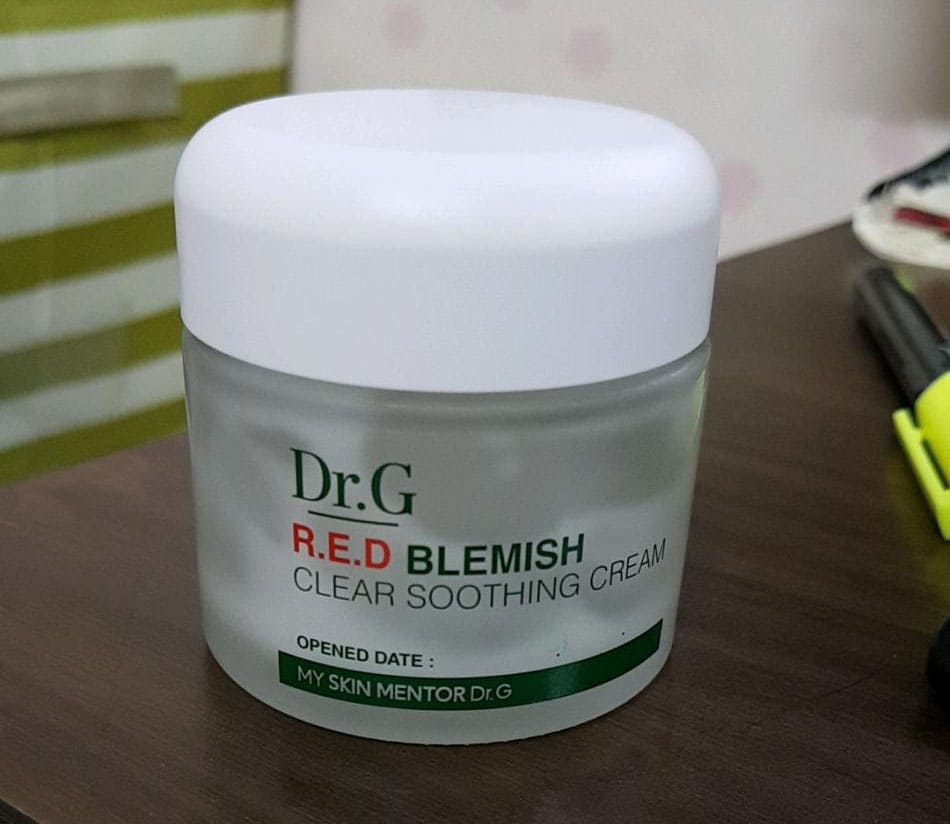 Dr.G
R.E.D BLEMISH
CLEAR SOOTHING CREAM
OPENED DATE :
MY SKIN MENTOR Dr.G